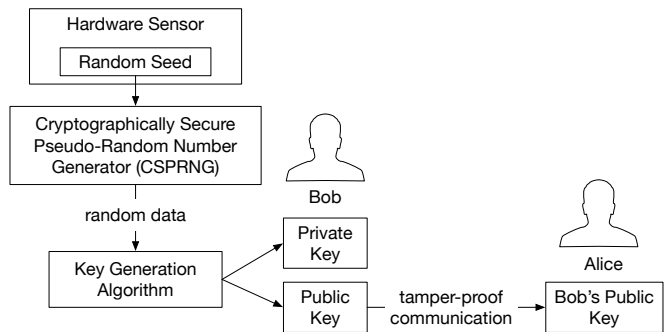 Hardware Sensor
Random Seed
Cryptographically Secure
Pseudo-Random Number
Generator (CSPRNG)
random data
Key Generation
Algorithm
Bob
Private
Key
Public
Key
tamper-proof
communication
Alice
Bob's Public
Key